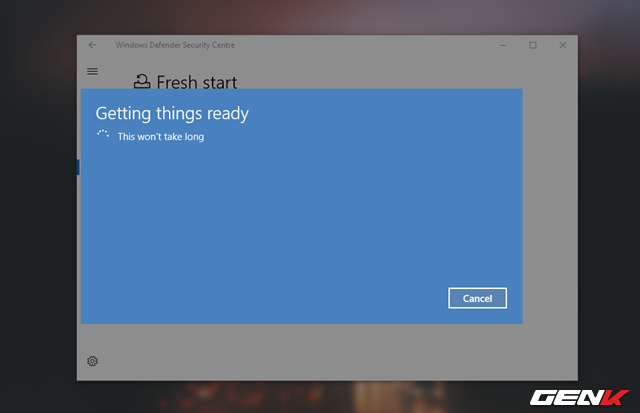 Windows Defender Security Centre
Fresh start
Getting things ready
This won't take long
Cancel
GENK